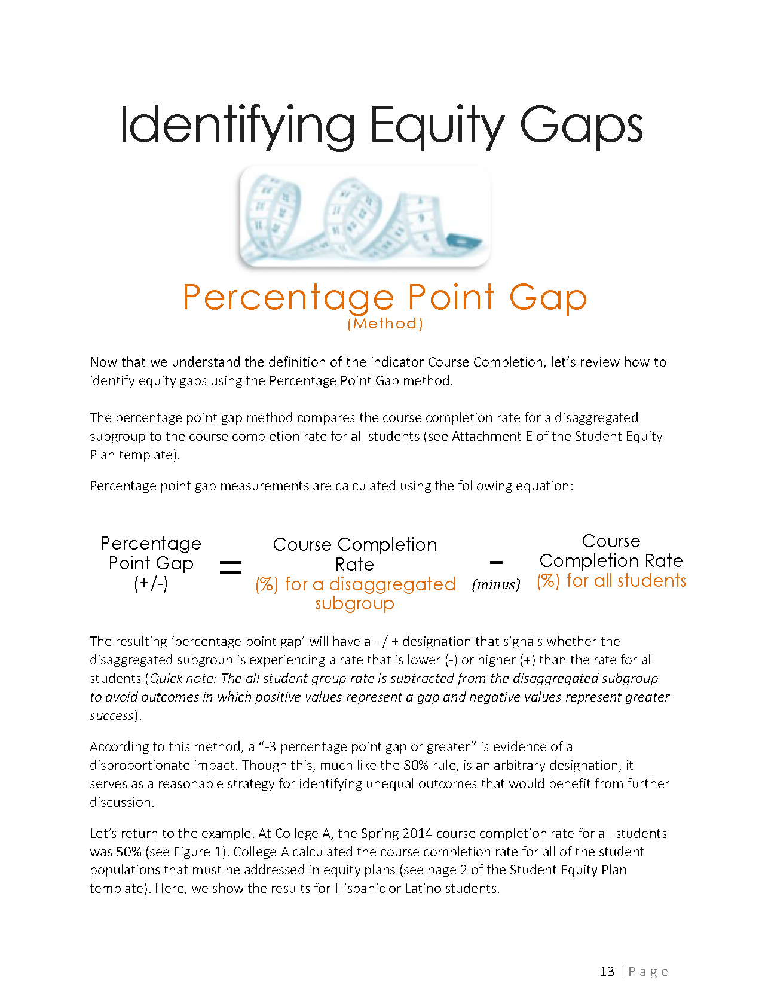 Identifying Equity Gaps
Percentage Point Gap
(Method)
Now that we understand the definition of the indicator Course Completion, let’s review how to
identify equity gaps using the Percentage Point Gap method.
The percentage point gap method compares the course completion rate for a disaggregated
subgroup to the course completion rate for all students (see Attachment E of the Student Equity
Plan template).
Percentage point gap measurements are calculated using the following equation:
Percentage
Point Gap
(+/-)
=
Course Completion
Rate
(%) for a disaggregated
subgroup
-
(minus)
Course
Completion Rate
(%) for all students
The resulting ‘percentage point gap’ will have a - / + designation that signals whether the
disaggregated subgroup is experiencing a rate that is lower (-) or higher (+) than the rate for all
students (Quick note: The all student group rate is subtracted from the disaggregated subgroup
to avoid outcomes in which positive values represent a gap and negative values represent greater
success).
According to this method, a “-3 percentage point gap or greater” is evidence of a
disproportionate impact. Though this, much like the 80% rule, is an arbitrary designation, it
serves as a reasonable strategy for identifying unequal outcomes that would benefit from further
discussion.
Let’s return to the example. At College A, the Spring 2014 course completion rate for all students
was 50% (see Figure 1). College A calculated the course completion rate for all of the student
populations that must be addressed in equity plans (see page 2 of the Student Equity Plan
template). Here, we show the results for Hispanic or Latino students.
13 | Page